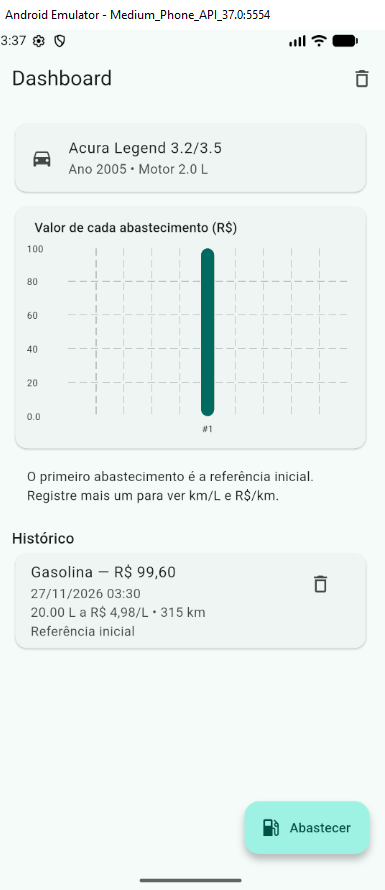 Android Emulator - Medium_Phone_API_37.0:5554
3:37
Dashboard
Acura Legend 3.2/3.5
Ano 2005 • Motor 2.0 L
Valor de cada abastecimento (R$)
100
80
60
40
20
0.0
#1
O primeiro abastecimento é a referência inicial.
Registre mais um para ver km/L e R$/km.
Histórico
Gasolina — R$ 99,60
27/11/2026 03:30
20.00 L a R$ 4,98/L • 315 km
Referência inicial
Abastecer